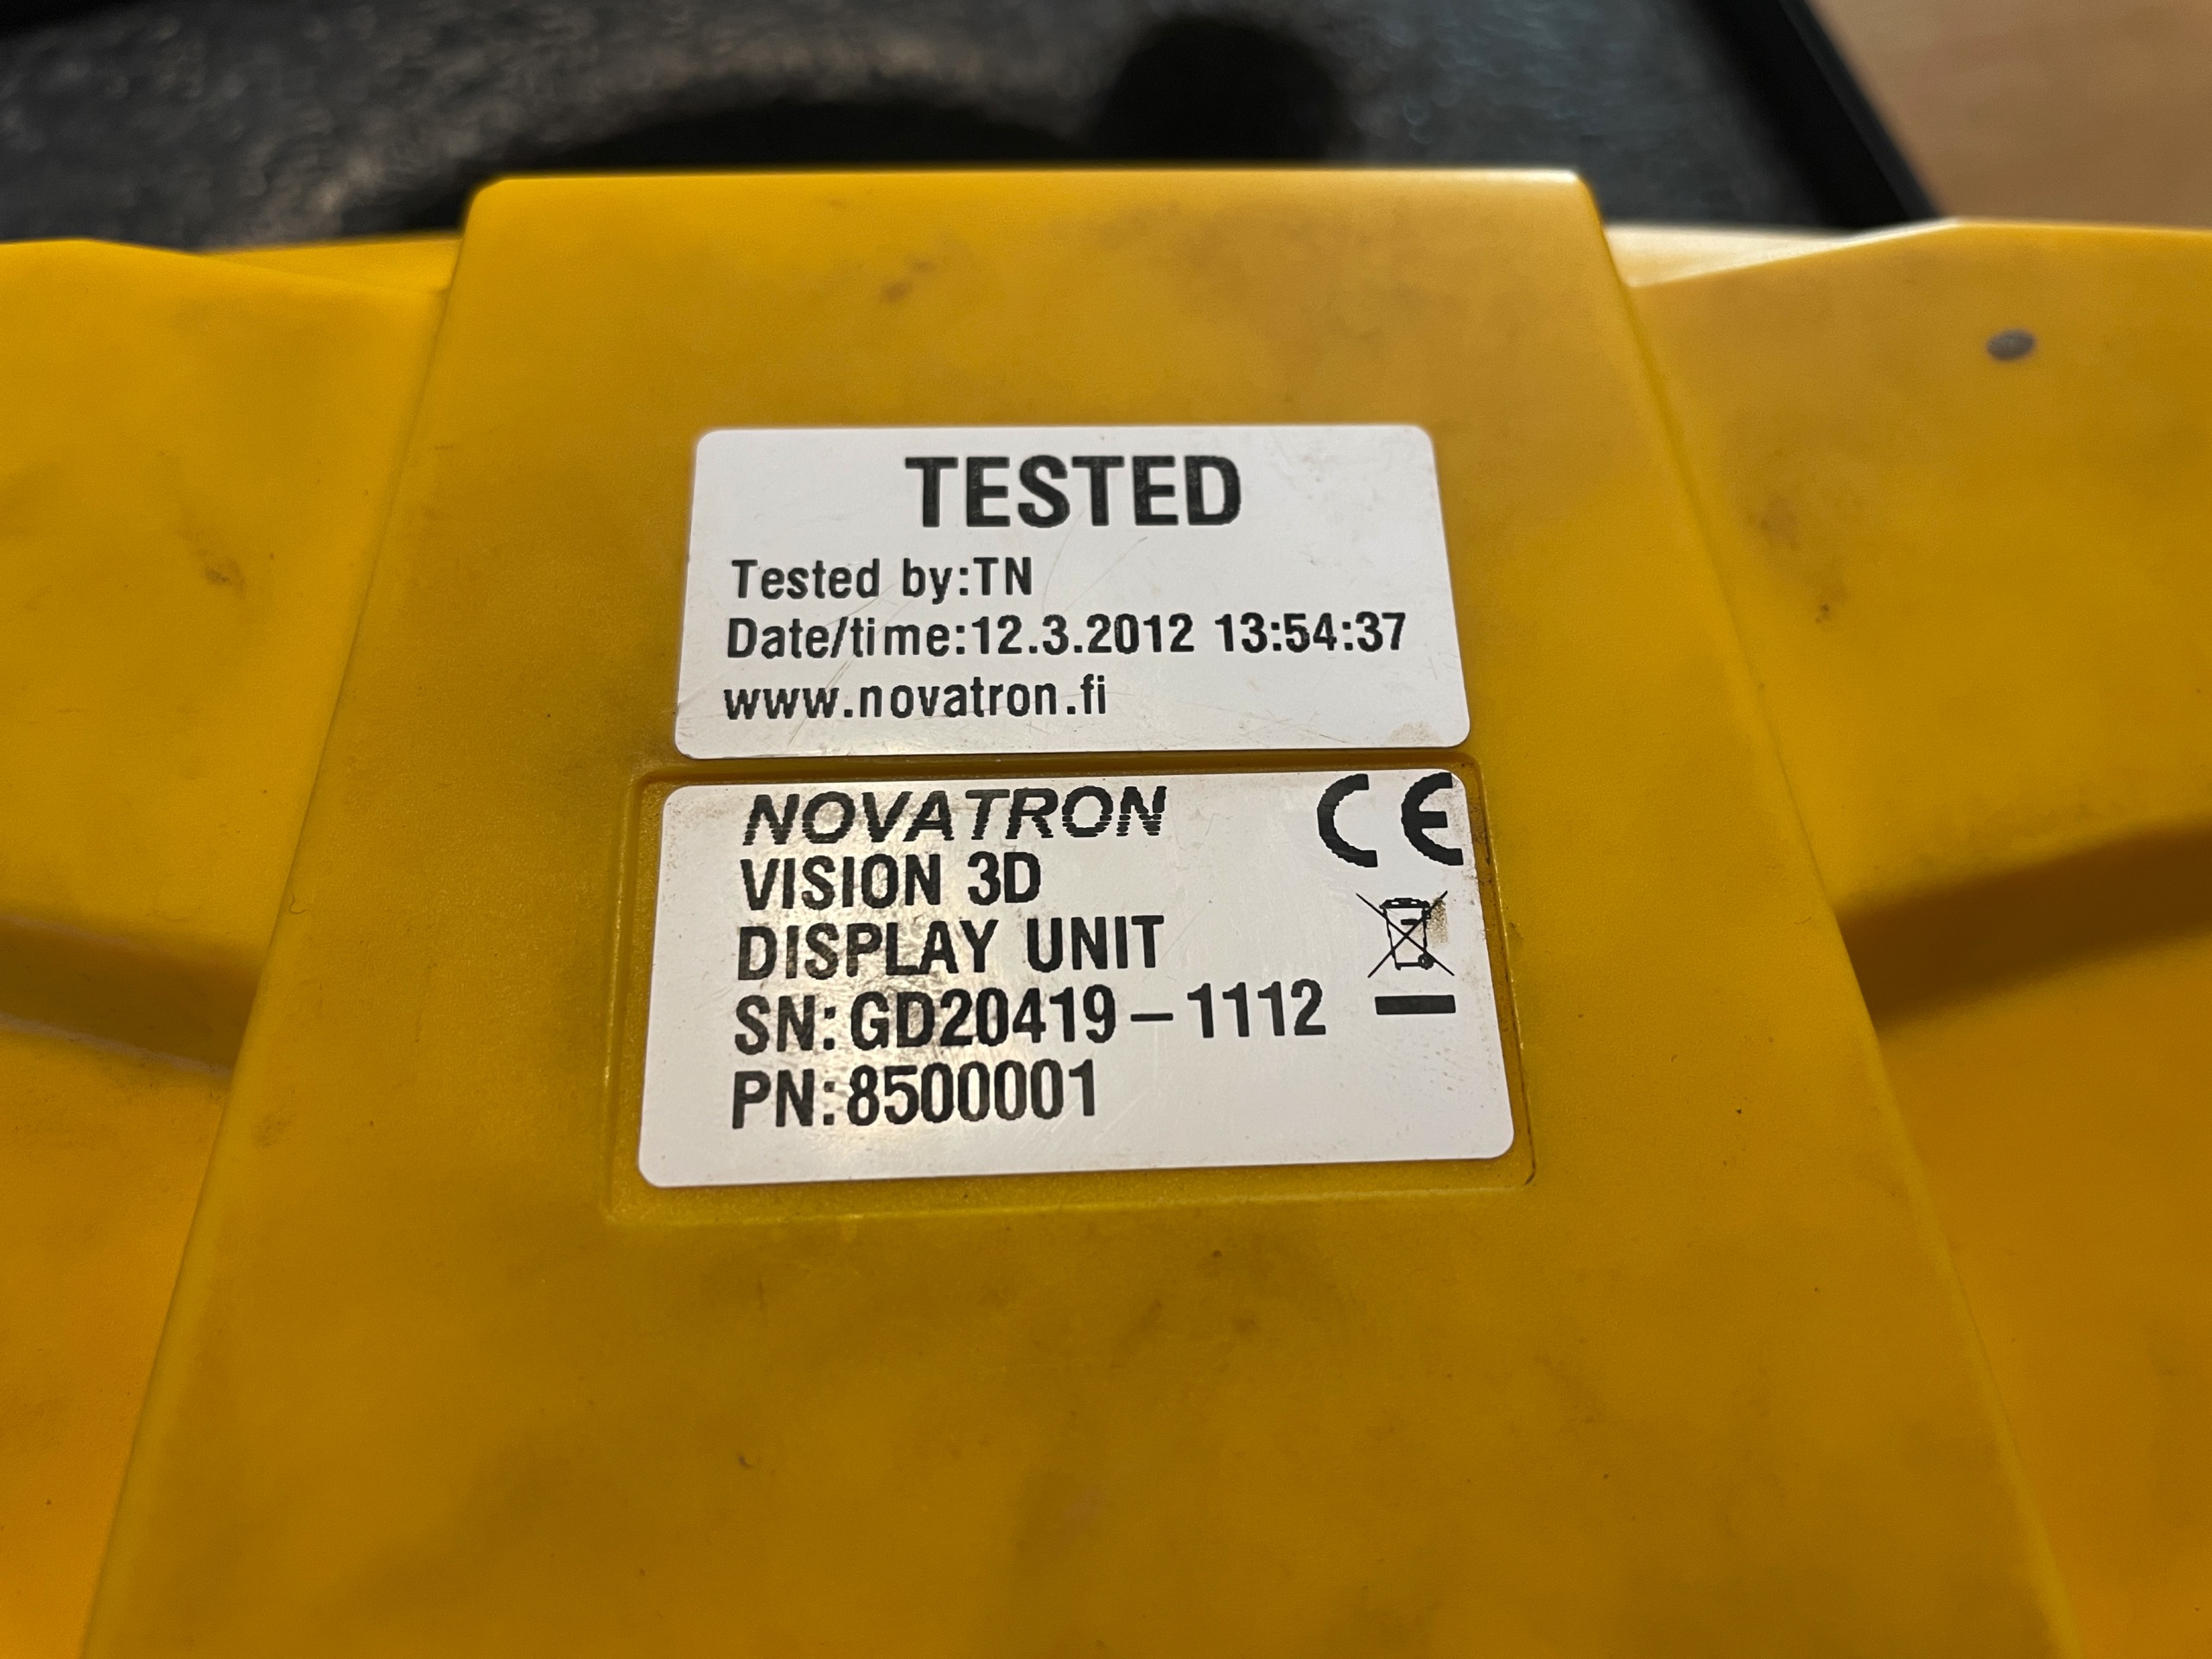 TESTED
Tested by:TN
Date/time:12.3.2012 13:54:37
www.novatron.fi
NOVATRON CE
VISION 3D
DISPLAY UNIT
SN:GD20419-1112
PN:8500001